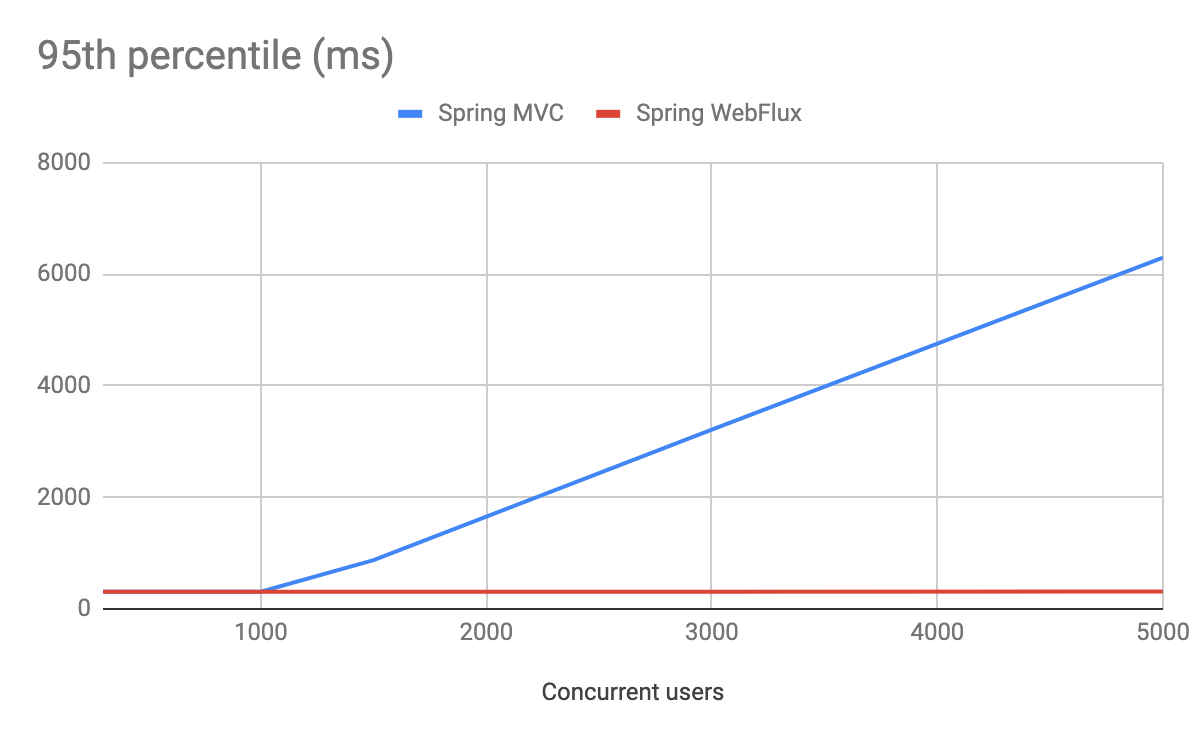 95th percentile (ms)
Spring MVC Spring WebFlux
8000
6000
4000
2000
0
1000 2000 3000 4000 5000
Concurrent users